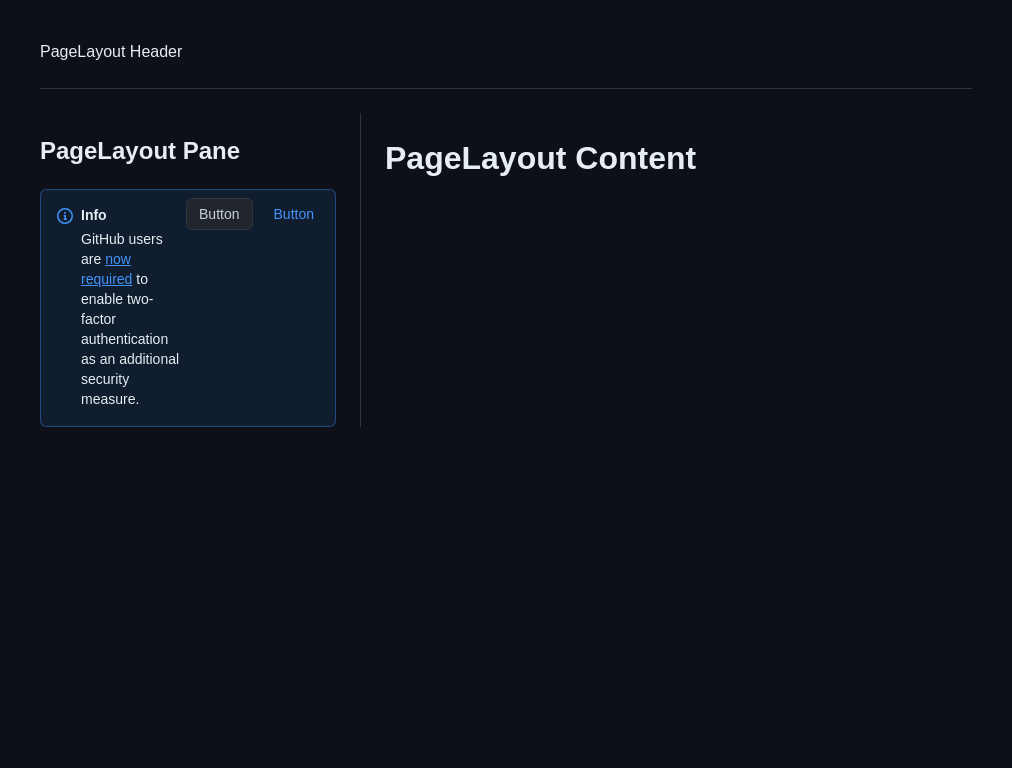 PageLayout Header
PageLayout Pane
Info
Button
Button
GitHub users
are now
required to
enable two-
factor
authentication
as an additional
security
measure.
PageLayout Content